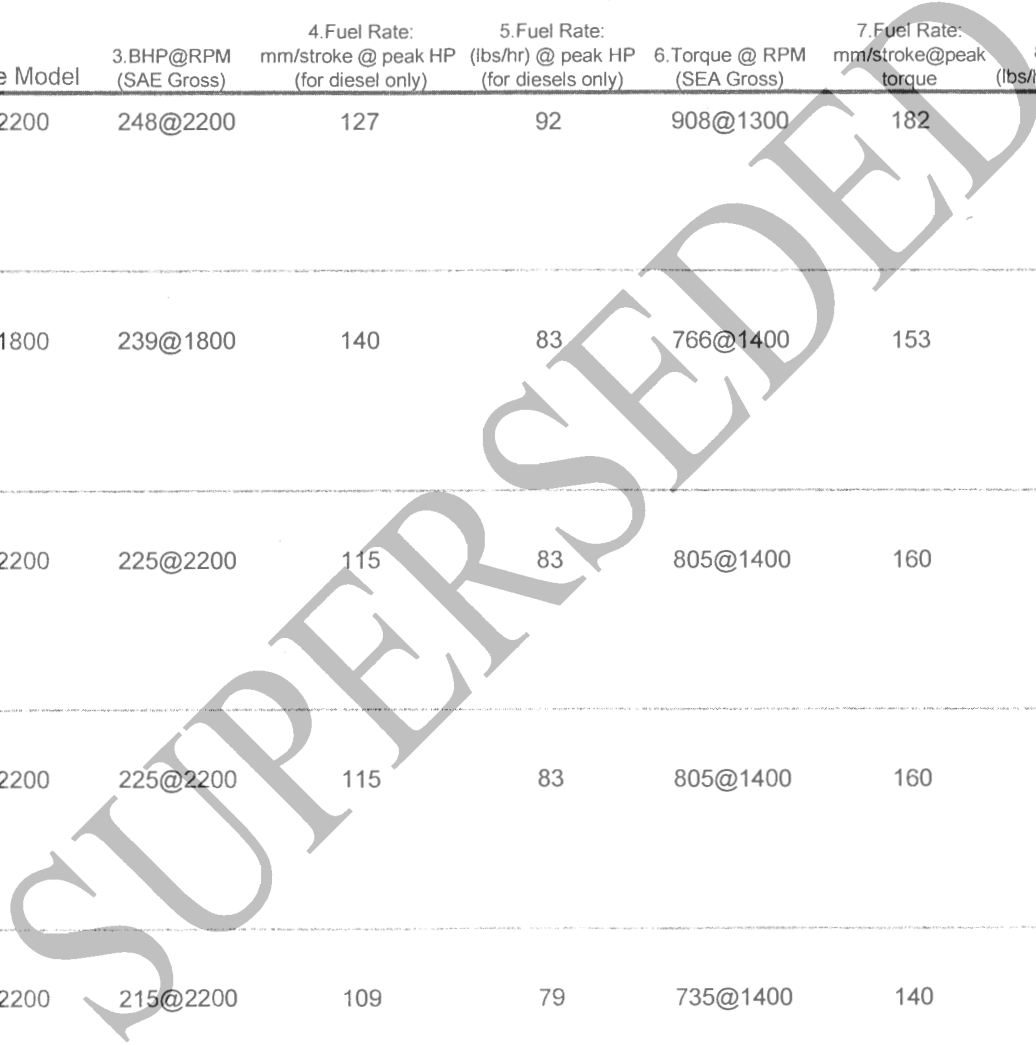 4.Fuel Rate: 5.Fuel Rate: 7.Fuel Rate:
e Model 3.BHP@RPM mm/stroke @ peak HP (lbs/hr) @ peak HP 6.Torque @ RPM mm/stroke@peak
(SAE Gross) (for diesel only) (for diesels only) (SEA Gross) torque (lbs/
2200 248@2200 127 92 908@1300 182
1800 239@1800 140 83 766@1400 153
2200 225@2200 115 83 805@1400 160
2200 225@2200 115 83 805@1400 160
2200 215@2200 109 79 735@1400 140
SUPERSEDED